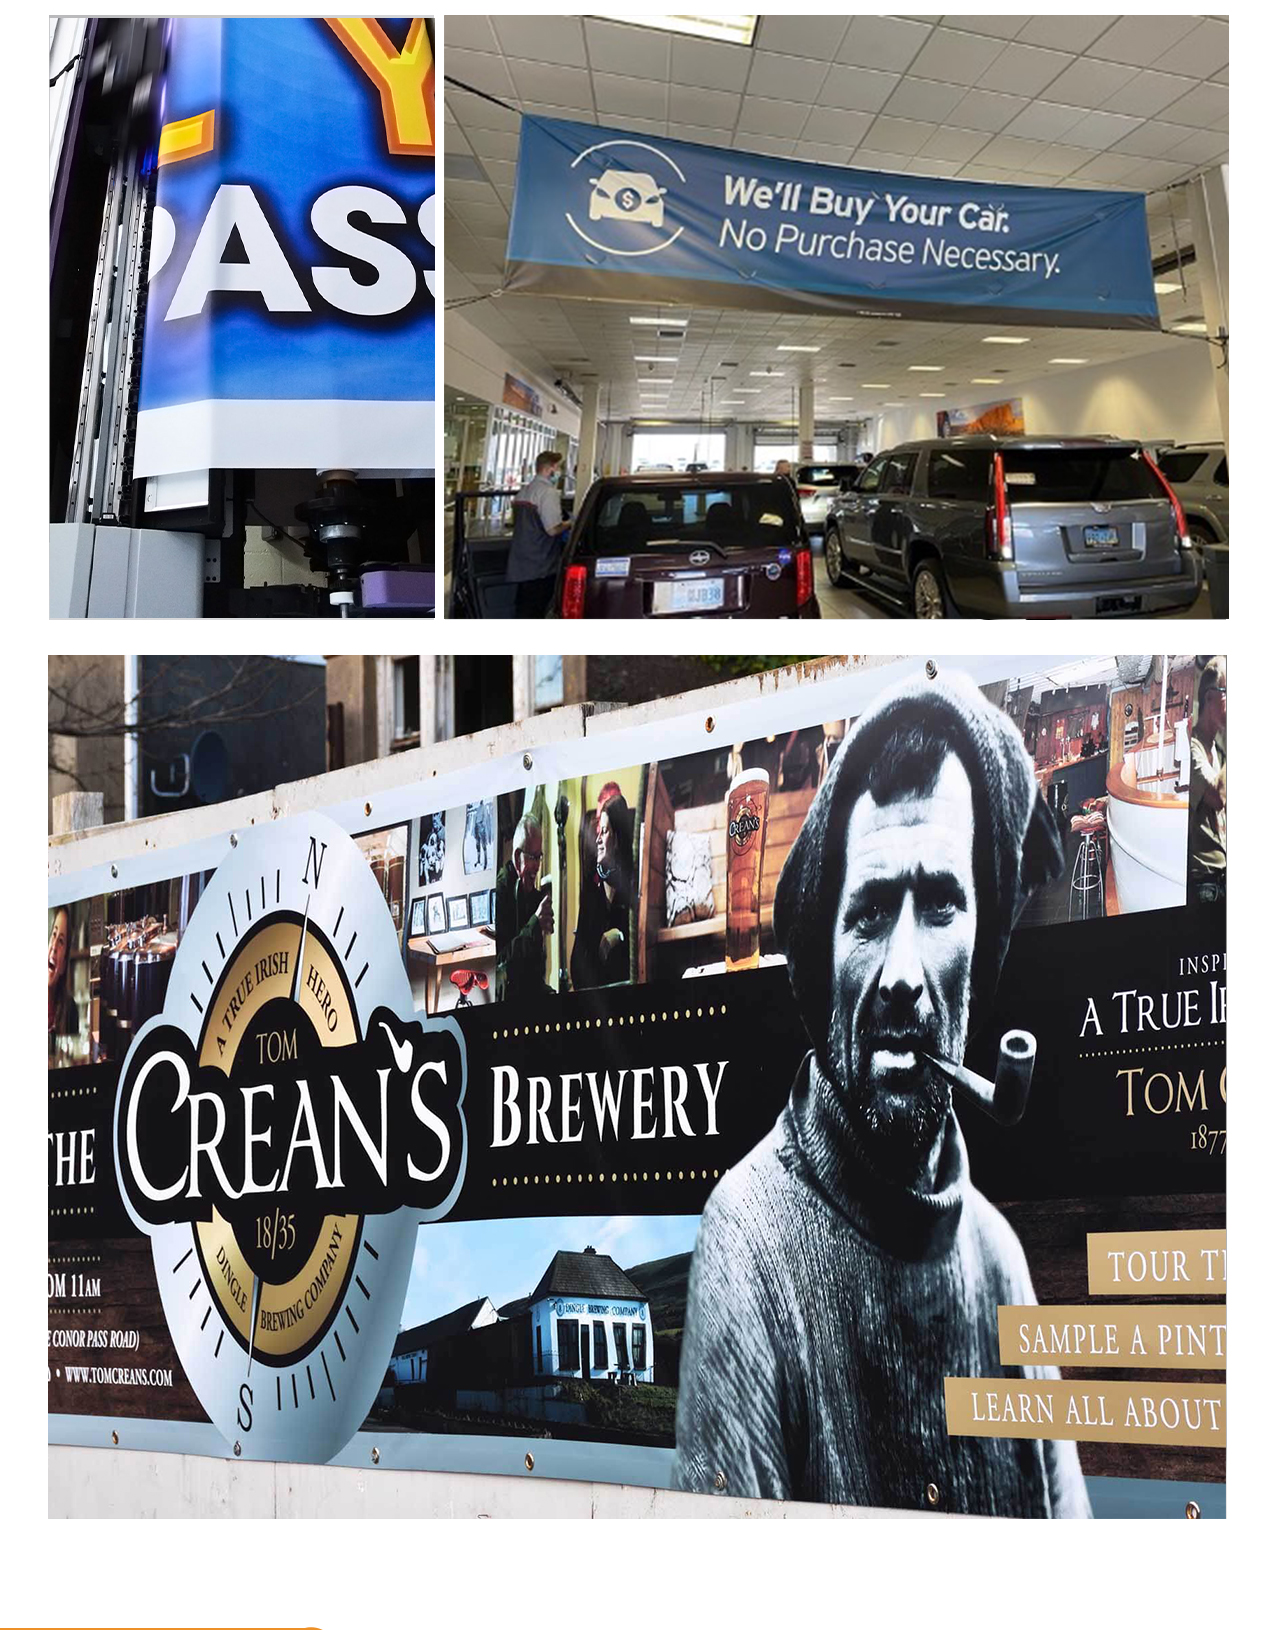 Y
PASS
$
We'll Buy Your Car.
No Purchase Necessary.
N
A TRUE IRISH HERO
TOM
CREAN'S
18/35
DINGLE BREWING COMPANY
S
THE
BREWERY
CREAN'S
DINGLE BREWING COMPANY
OM 11AM
E CONOR PASS ROAD)
• WWW.TOMCREANS.COM
INSPI
A TRUE I
TOM C
1877
TOUR T
SAMPLE A PINT
LEARN ALL ABOUT